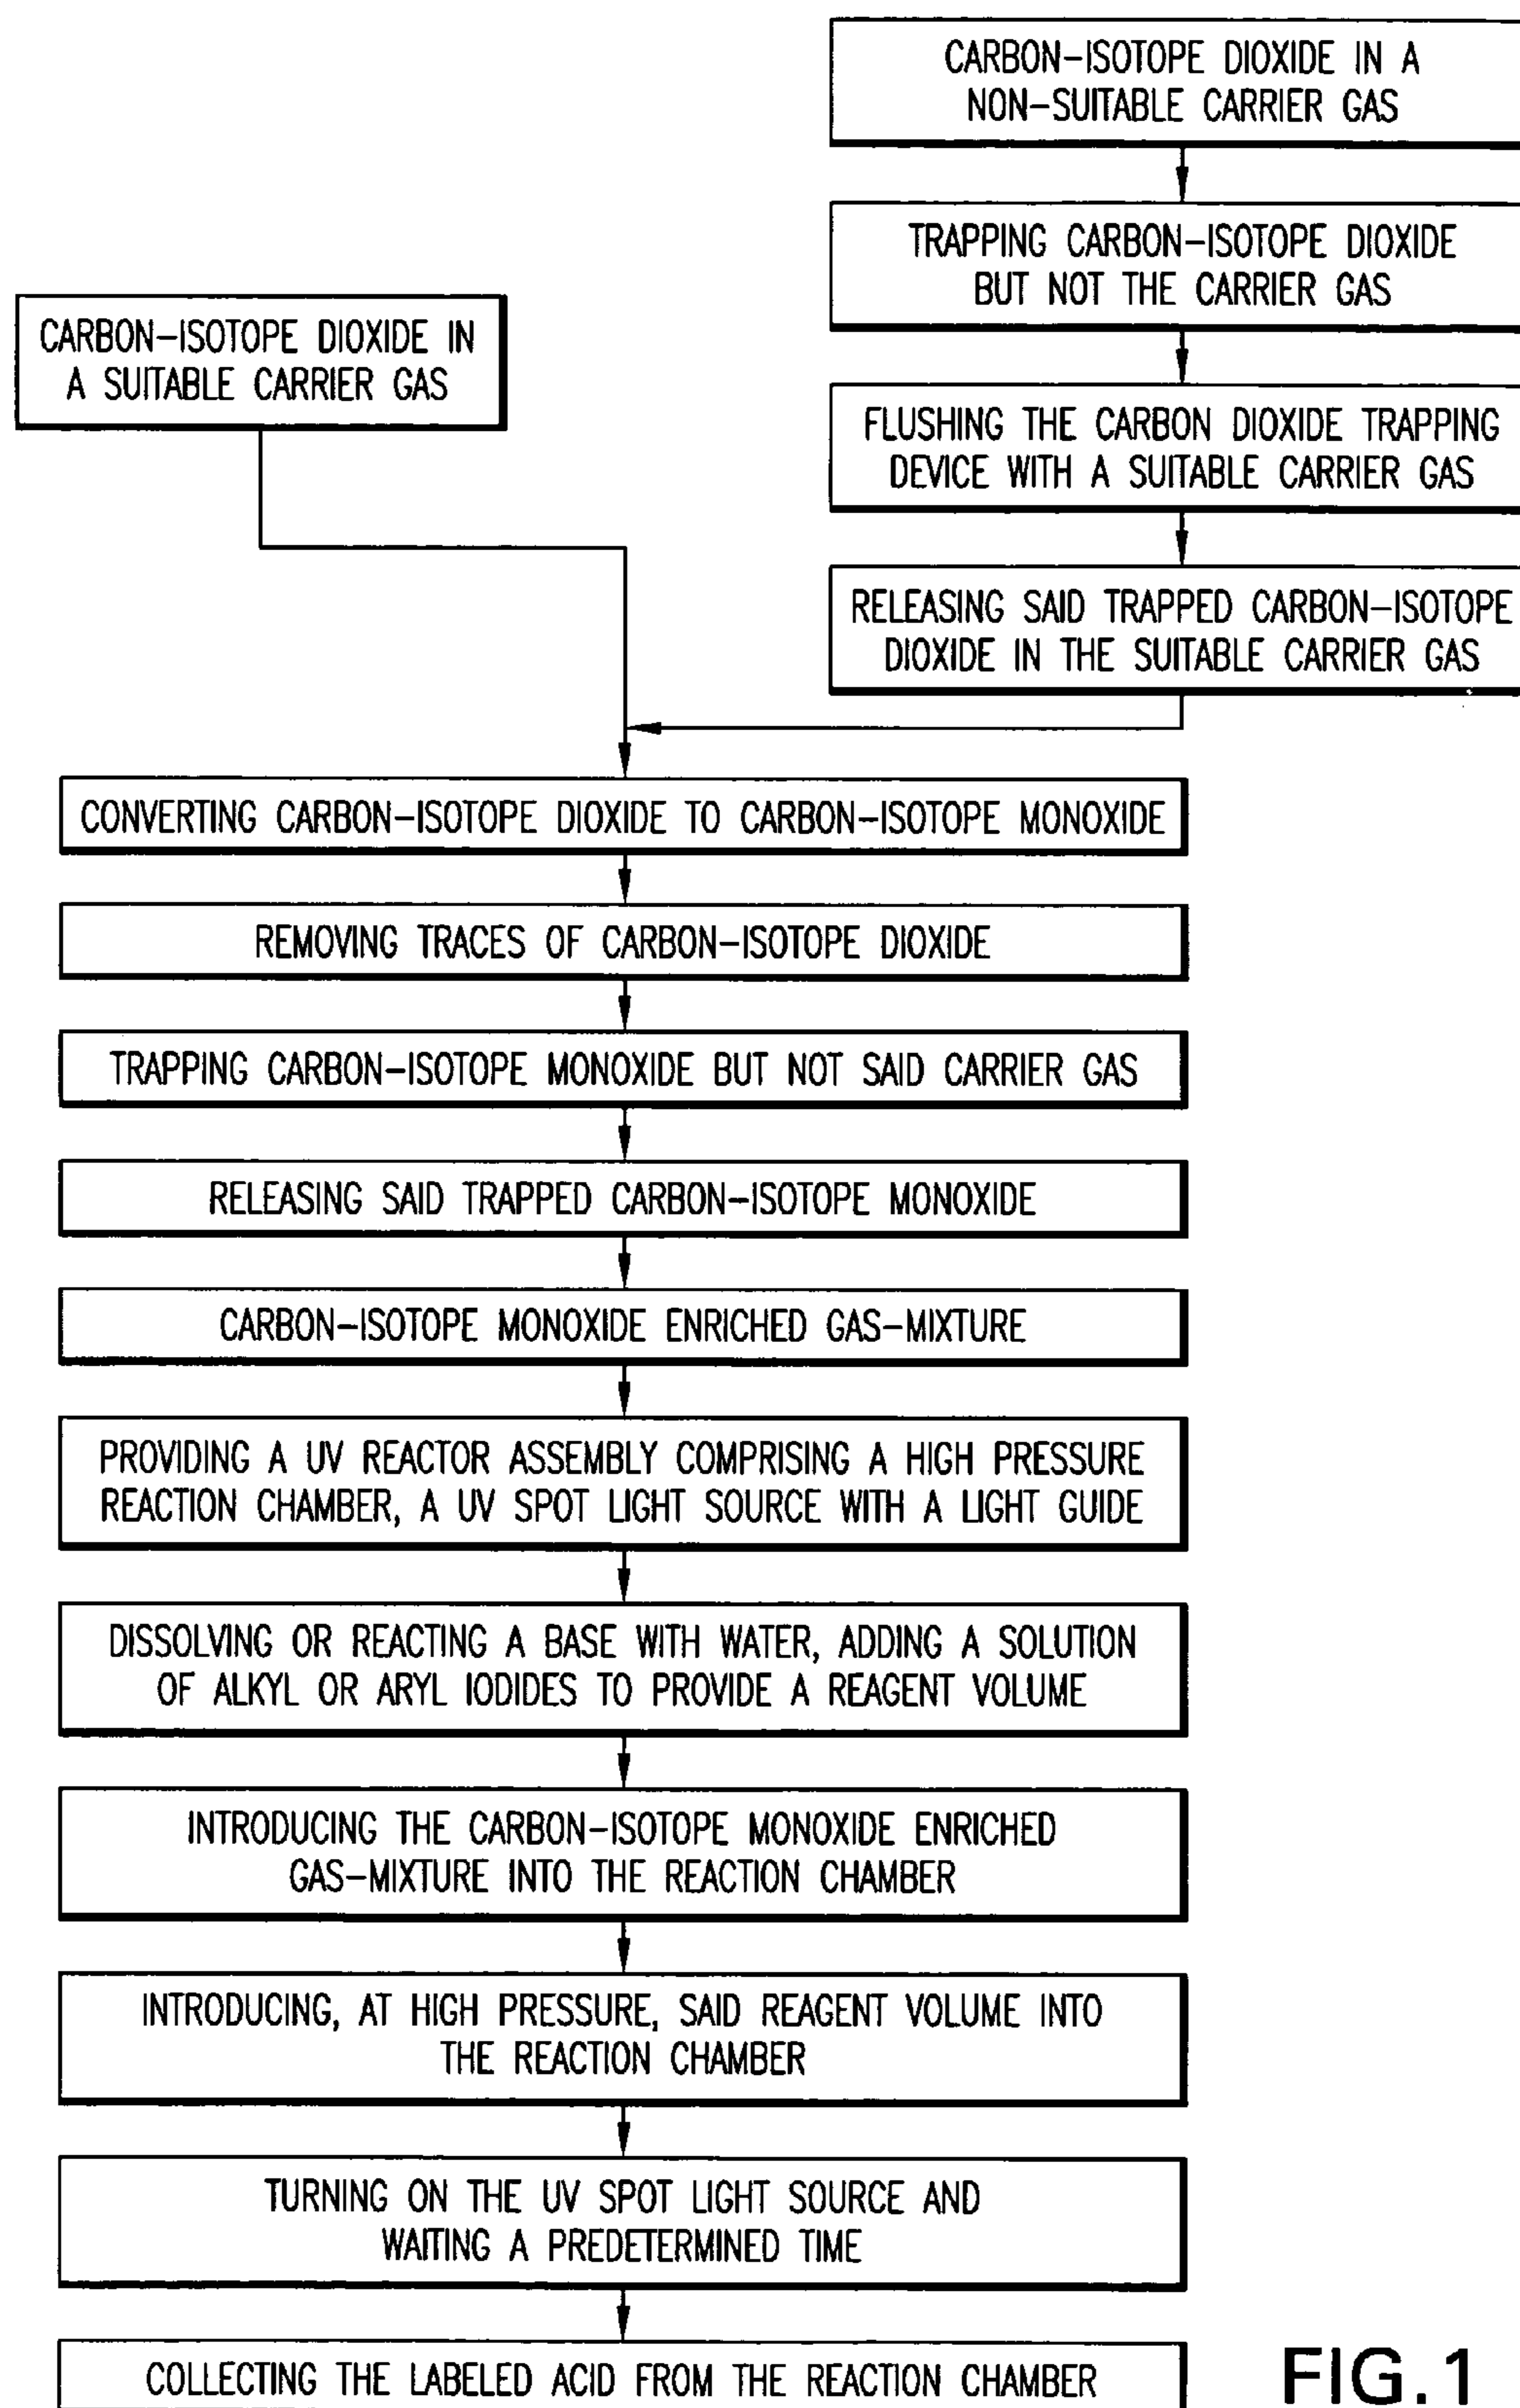 CARBON-ISOTOPE DIOXIDE IN A
NON-SUITABLE CARRIER GAS
TRAPPING CARBON-ISOTOPE DIOXIDE
BUT NOT THE CARRIER GAS
CARBON-ISOTOPE DIOXIDE IN
A SUITABLE CARRIER GAS
FLUSHING THE CARBON DIOXIDE TRAPPING
DEVICE WITH A SUITABLE CARRIER GAS
RELEASING SAID TRAPPED CARBON-ISOTOPE
DIOXIDE IN THE SUITABLE CARRIER GAS
CONVERTING CARBON-ISOTOPE DIOXIDE TO CARBON-ISOTOPE MONOXIDE
REMOVING TRACES OF CARBON-ISOTOPE DIOXIDE
TRAPPING CARBON-ISOTOPE MONOXIDE BUT NOT SAID CARRIER GAS
RELEASING SAID TRAPPED CARBON-ISOTOPE MONOXIDE
CARBON-ISOTOPE MONOXIDE ENRICHED GAS-MIXTURE
PROVIDING A UV REACTOR ASSEMBLY COMPRISING A HIGH PRESSURE
REACTION CHAMBER, A UV SPOT LIGHT SOURCE WITH A LIGHT GUIDE
DISSOLVING OR REACTING A BASE WITH WATER, ADDING A SOLUTION
OF ALKYL OR ARYL IODIDES TO PROVIDE A REAGENT VOLUME
INTRODUCING THE CARBON-ISOTOPE MONOXIDE ENRICHED
GAS-MIXTURE INTO THE REACTION CHAMBER
INTRODUCING, AT HIGH PRESSURE, SAID REAGENT VOLUME INTO
THE REACTION CHAMBER
TURNING ON THE UV SPOT LIGHT SOURCE AND
WAITING A PREDETERMINED TIME
COLLECTING THE LABELED ACID FROM THE REACTION CHAMBER
FIG.1